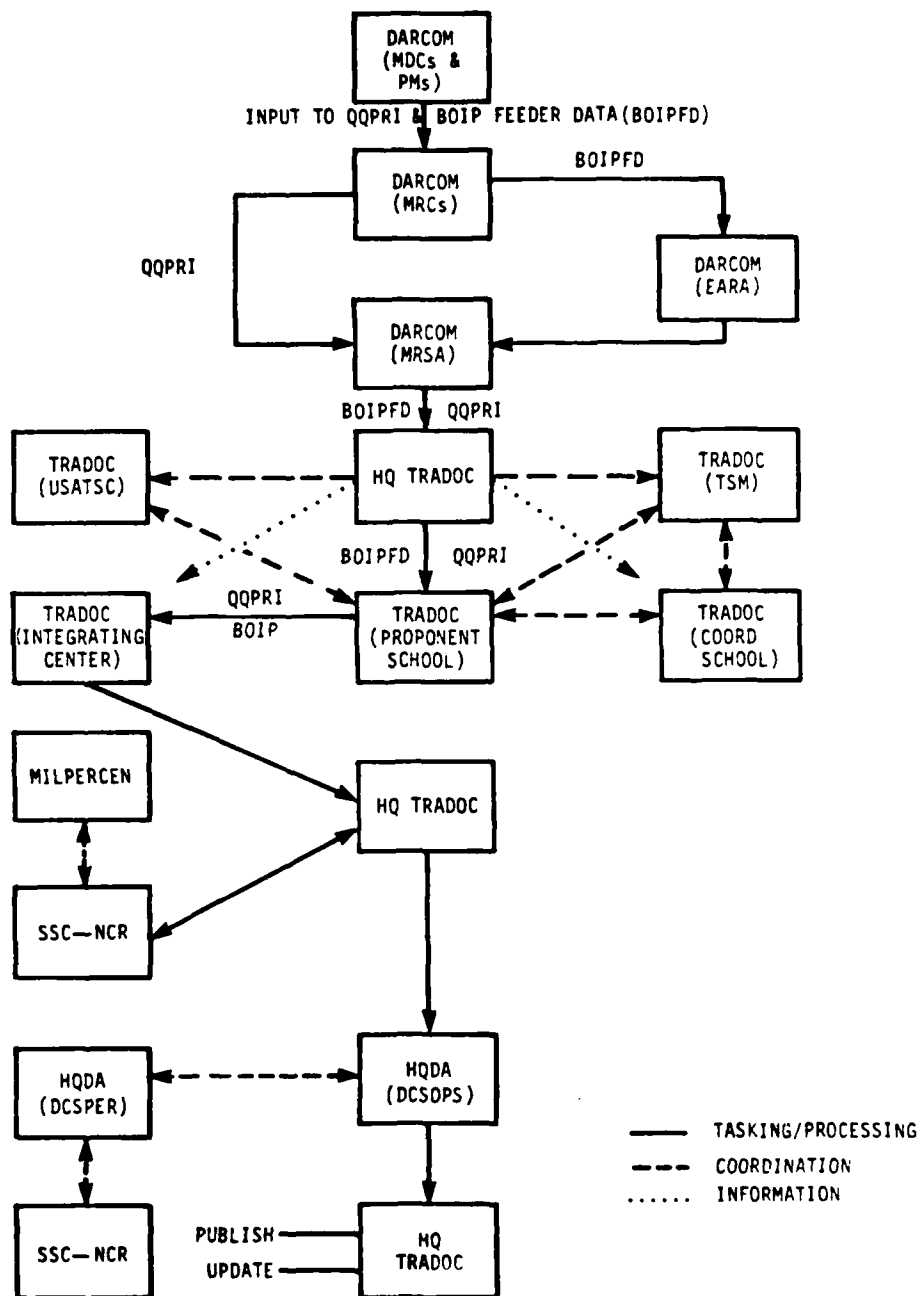 DARCOM
(MDCs &
PMs)
INPUT TO QQPRI & BOIP FEEDER DATA(BOIPFD)
BOIPFD
DARCOM
(MRCs)
QQPRI
DARCOM
(EARA)
DARCOM
(MRSA)
BOIPFD QQPRI
TRADOC
(USATSC)
HQ TRADOC
TRADOC
(TSM)
BOIPFD QQPRI
QQPRI
BOIP
TRADOC
(INTEGRATING
CENTER)
TRADOC
(PROPONENT
SCHOOL)
TRADOC
(COORD
SCHOOL)
MILPERCEN
HQ TRADOC
SSC—NCR
HQDA
(DCSPER)
HQDA
(DCSOPS)
TASKING/PROCESSING
COORDINATION
INFORMATION
SSC—NCR
PUBLISH
UPDATE
HQ
TRADOC